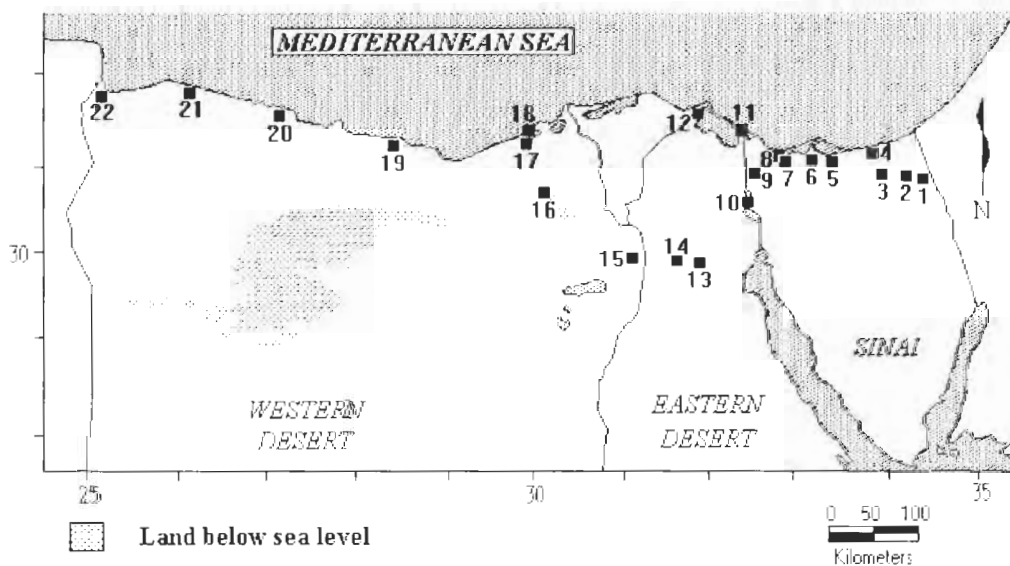 MEDITERRANEAN SEA
22
21
20
19
18
17
16
15
14
13
12
11
10
9
8
7
6
5
4
3
2
1
N
30
WESTERN
DESERT
EASTERN
DESERT
SINAI
25
30
35
Land below sea level
0 50 100
Kilometers